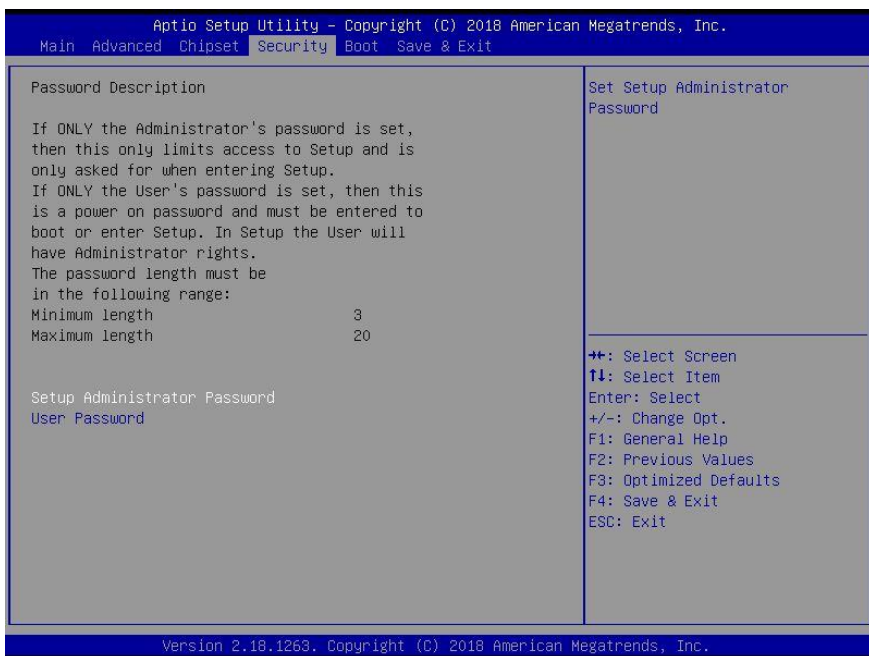 Aptio Setup Utility – Copyright (C) 2018 American Megatrends, Inc.
Main Advanced Chipset Security Boot Save & Exit
Password Description
If ONLY the Administrator's password is set,
then this only limits access to Setup and is
only asked for when entering Setup.
If ONLY the User's password is set, then this
is a power on password and must be entered to
boot or enter Setup. In Setup the User will
have Administrator rights.
The password length must be
in the following range:
Minimum length 3
Maximum length 20
Setup Administrator Password
User Password
Set Setup Administrator
Password
→←: Select Screen
↑↓: Select Item
Enter: Select
+/-: Change Opt.
F1: General Help
F2: Previous Values
F3: Optimized Defaults
F4: Save & Exit
ESC: Exit
Version 2.18.1263. Copyright (C) 2018 American Megatrends, Inc.